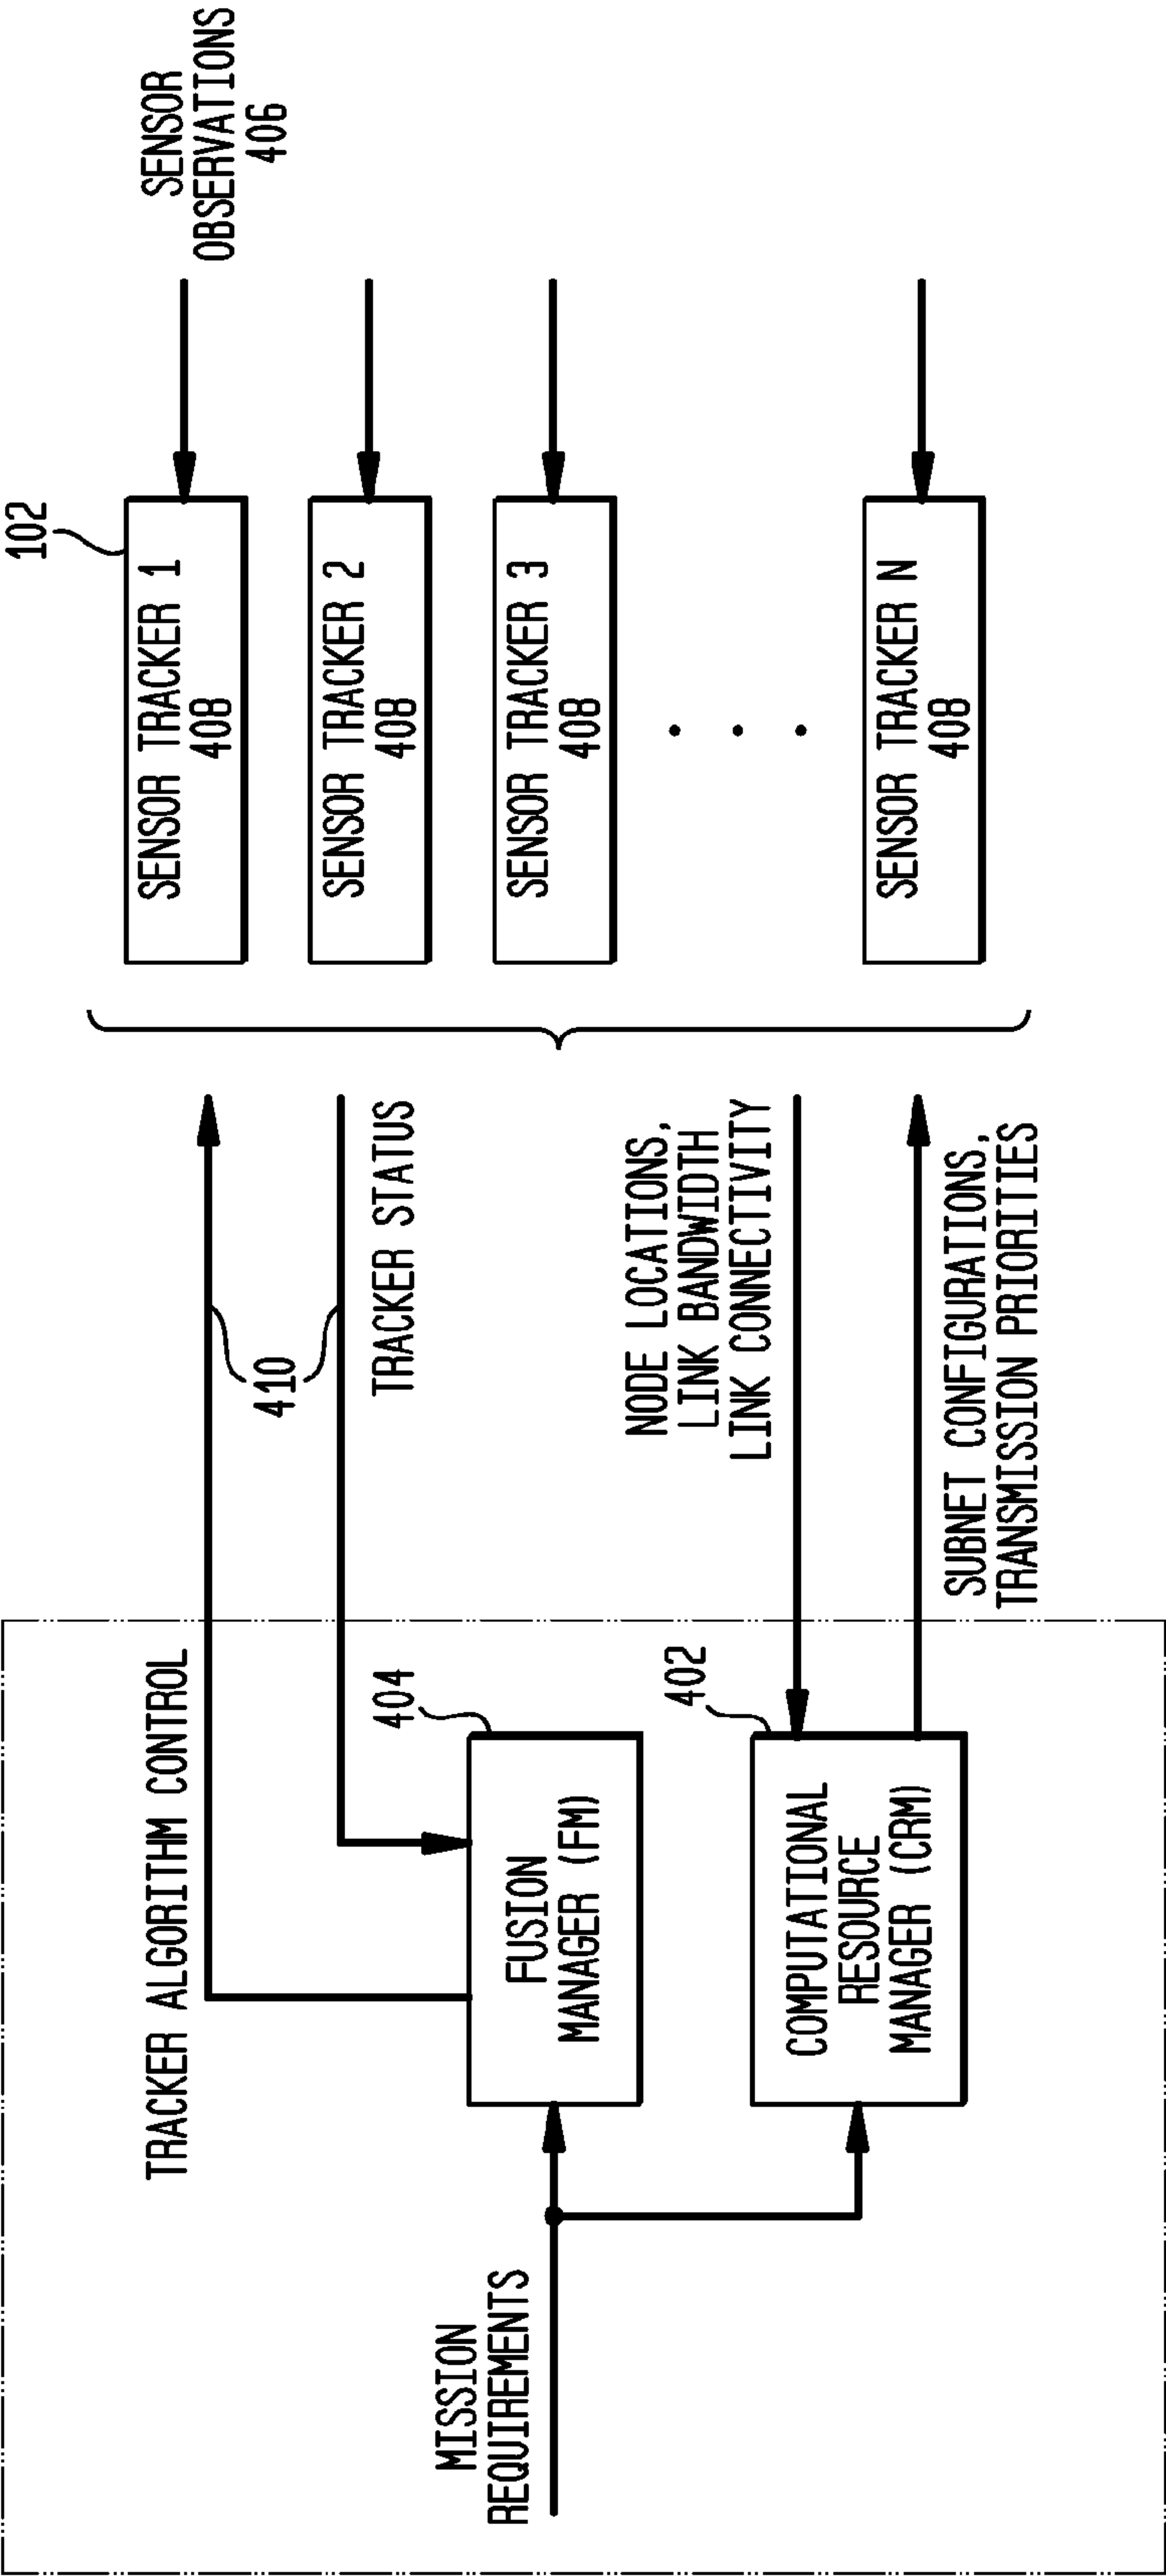 MISSION
REQUIREMENTS
TRACKER ALGORITHM CONTROL
404
FUSION
MANAGER (FM)
402
COMPUTATIONAL
RESOURCE
MANAGER (CRM)
410
TRACKER STATUS
NODE LOCATIONS,
LINK BANDWIDTH
LINK CONNECTIVITY
SUBNET CONFIGURATIONS,
TRANSMISSION PRIORITIES
102
SENSOR TRACKER 1
408
SENSOR TRACKER 2
408
SENSOR TRACKER 3
408
SENSOR TRACKER N
408
SENSOR
OBSERVATIONS
406